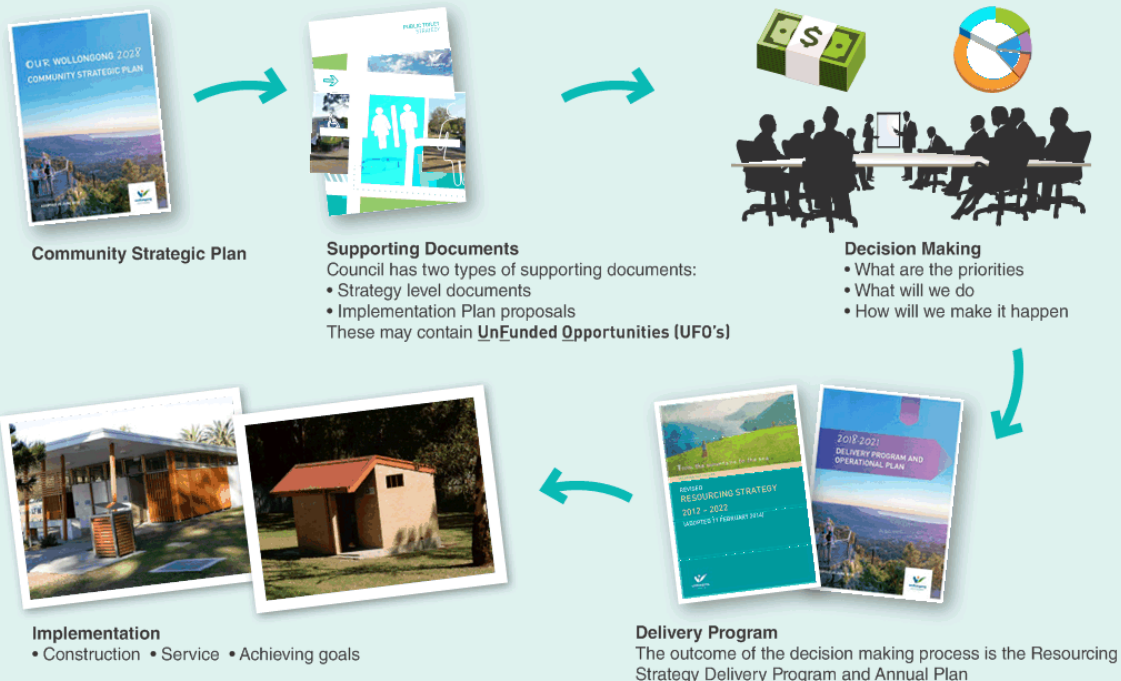 OUR WOLLONGONG 2028
COMMUNITY STRATEGIC PLAN
Community Strategic Plan
PUBLIC TOILET
STRATEGY
Supporting Documents
Council has two types of supporting documents:
• Strategy level documents
• Implementation Plan proposals
These may contain UnFunded Opportunities (UFO's)
$
Decision Making
• What are the priorities
• What will we do
• How will we make it happen
REVISED
RESOURCING STRATEGY
2012 – 2022
2018-2021
DELIVERY PROGRAM AND
OPERATIONAL PLAN
Delivery Program
The outcome of the decision making process is the Resourcing
Strategy Delivery Program and Annual Plan
Implementation
• Construction • Service • Achieving goals